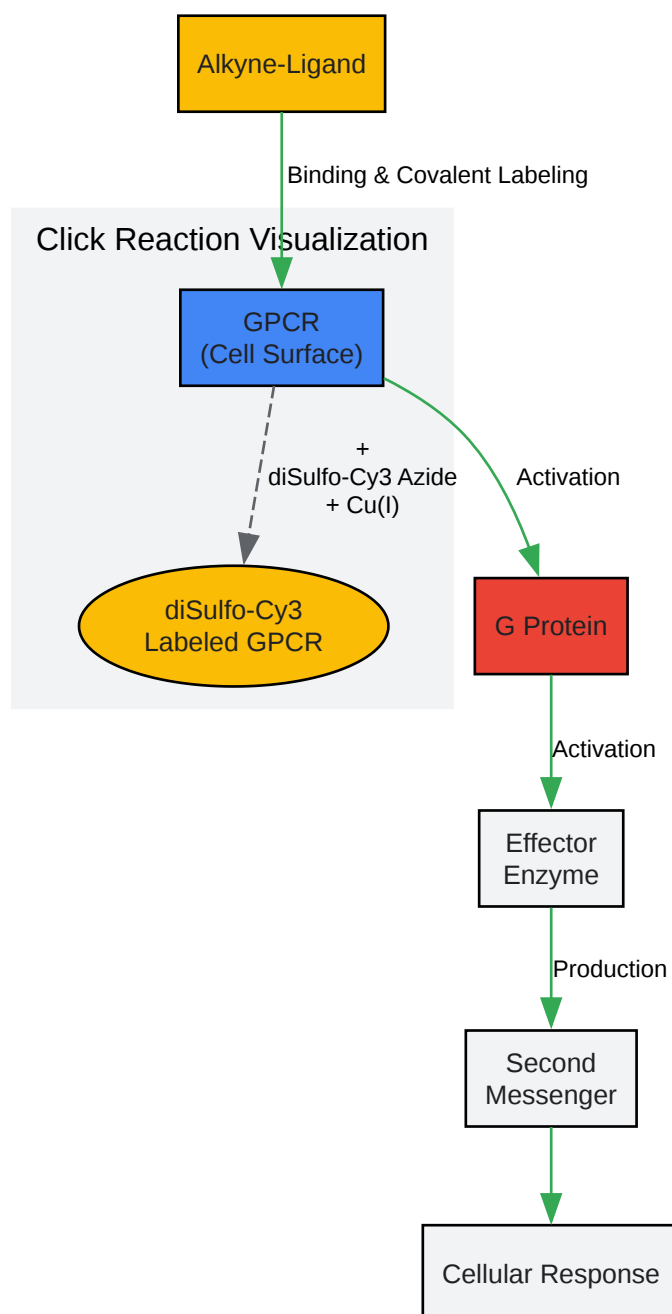 Alkyne-Ligand
Binding & Covalent Labeling
Click Reaction Visualization
GPCR
(Cell Surface)
+
diSulfo-Cy3 Azide
+ Cu(I)
Activation
diSulfo-Cy3
Labeled GPCR
G Protein
Activation
Effector
Enzyme
Production
Second
Messenger
Cellular Response